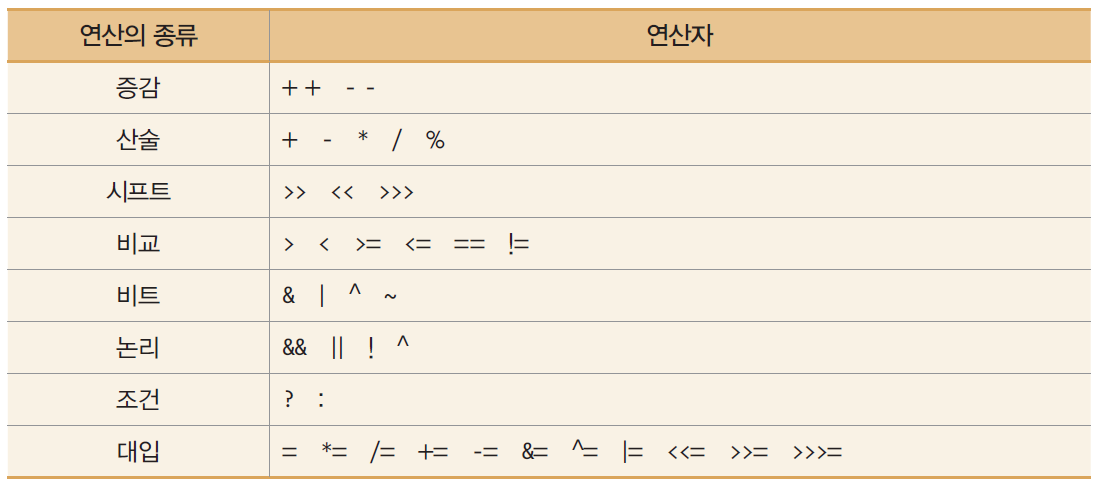 연산의 종류 연산자
증감 ++ --
산술 + - * / %
시프트 >> << >>>
비교 > < >= <= == !=
비트 & | ^ ~
논리 && || ! ^
조건 ? :
대입 = *= /= += -= &= ^= |= <<= >>= >>>=